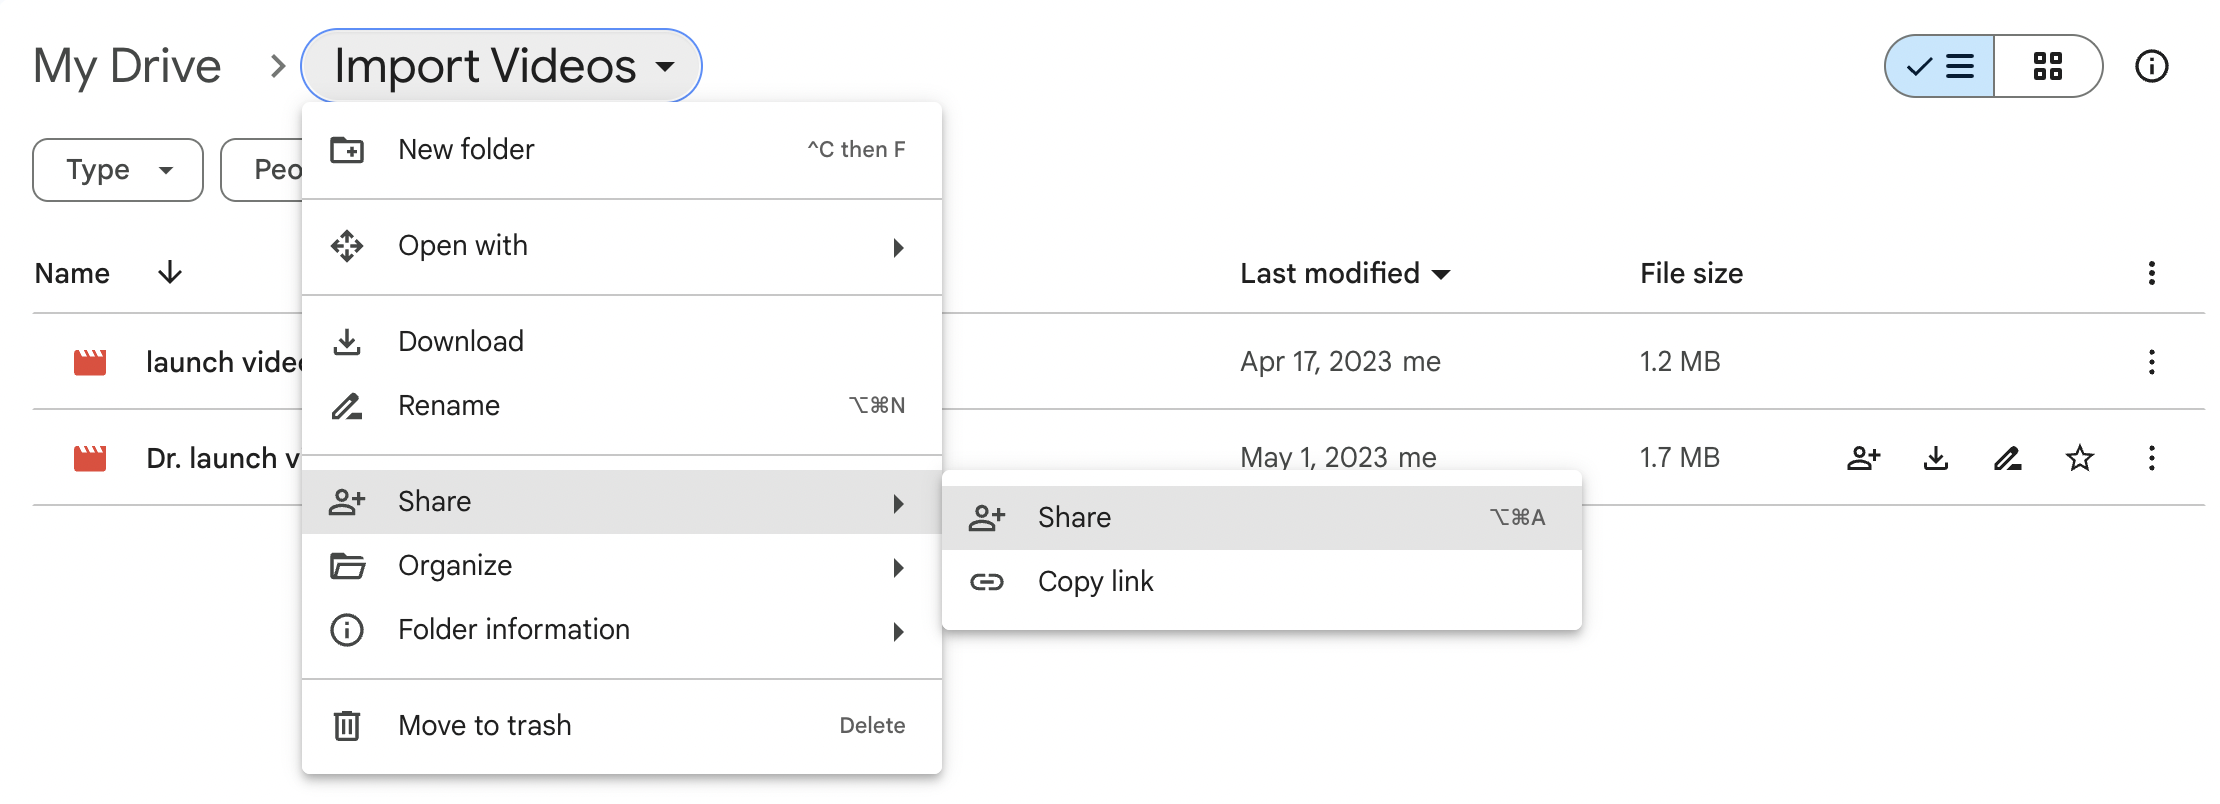 My Drive > Import Videos
Type
Peo
New folder ^C then F
Open with
Download
Rename ⌥⌘N
Share
Organize
Folder information
Move to trash Delete
Share ⌥⌘A
Copy link
Name Last modified File size
launch video Apr 17, 2023 me 1.2 MB
Dr. launch v May 1, 2023 me 1.7 MB